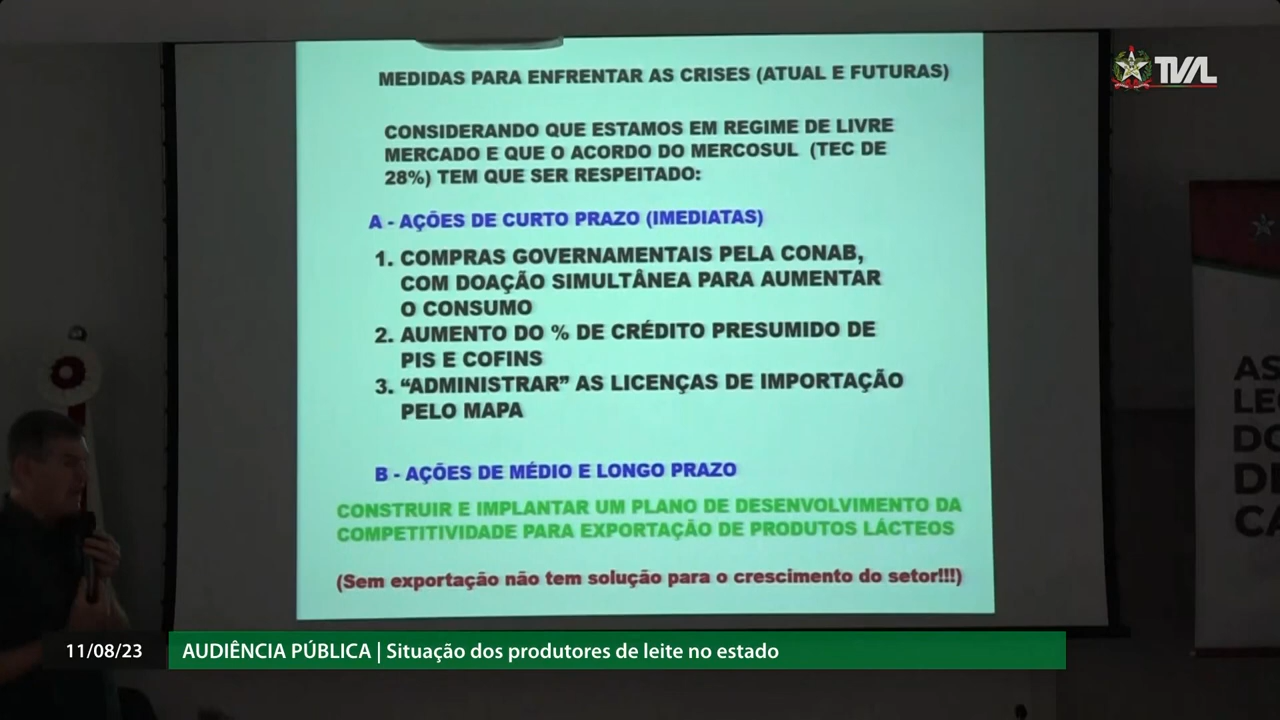 TVAL
MEDIDAS PARA ENFRENTAR AS CRISES (ATUAL E FUTURAS)
CONSIDERANDO QUE ESTAMOS EM REGIME DE LIVRE
MERCADO E QUE O ACORDO DO MERCOSUL (TEC DE
28%) TEM QUE SER RESPEITADO:
A - AÇÕES DE CURTO PRAZO (IMEDIATAS)
1. COMPRAS GOVERNAMENTAIS PELA CONAB,
COM DOAÇÃO SIMULTÂNEA PARA AUMENTAR
O CONSUMO
2. AUMENTO DO % DE CRÉDITO PRESUMIDO DE
PIS E COFINS
3. “ADMINISTRAR” AS LICENÇAS DE IMPORTAÇÃO
PELO MAPA
B - AÇÕES DE MÉDIO E LONGO PRAZO
CONSTRUIR E IMPLANTAR UM PLANO DE DESENVOLVIMENTO DA
COMPETITIVIDADE PARA EXPORTAÇÃO DE PRODUTOS LÁCTEOS
(Sem exportação não tem solução para o crescimento do setor!!!)
AS
LE
DO
DE
CA
11/08/23
AUDIÊNCIA PÚBLICA | Situação dos produtores de leite no estado